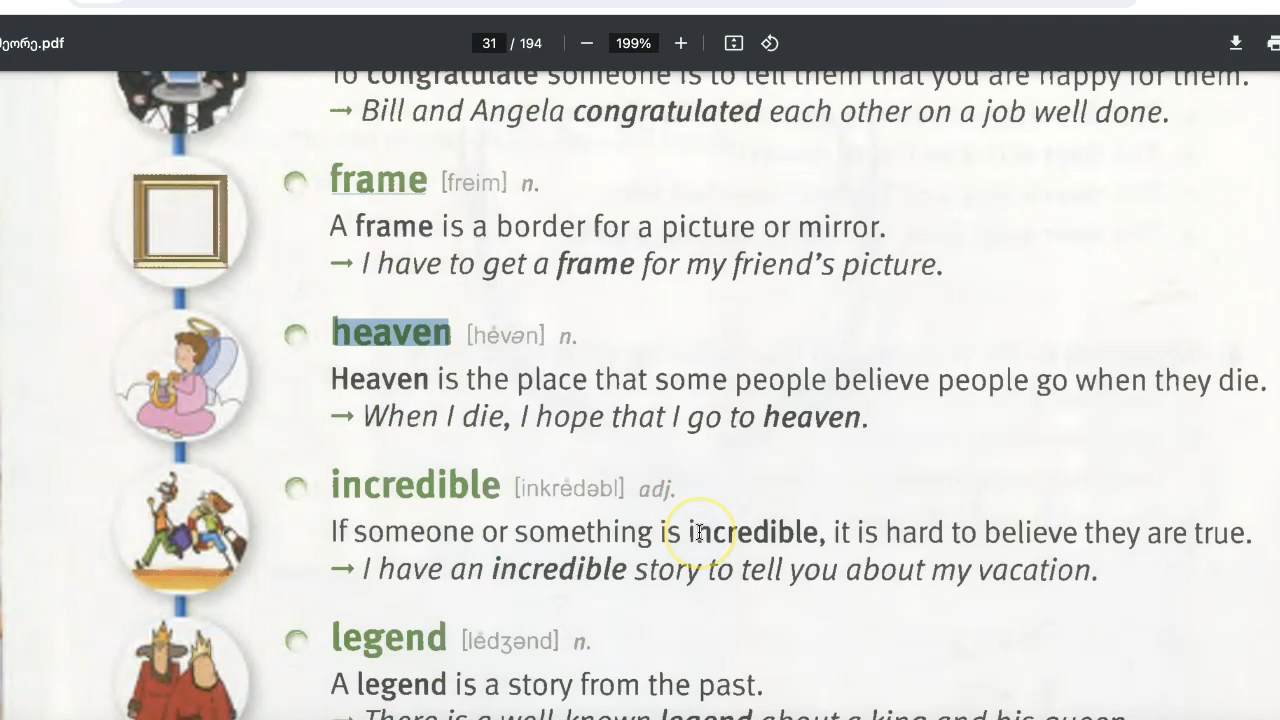 მეორე.pdf
31 / 194
199%
To congratulate someone is to tell them that you are happy for them.
→ Bill and Angela congratulated each other on a job well done.
frame [freim] n.
A frame is a border for a picture or mirror.
→ I have to get a frame for my friend's picture.
heaven [hévən] n.
Heaven is the place that some people believe people go when they die.
→ When I die, I hope that I go to heaven.
incredible [inkrédəbl] adj.
If someone or something is incredible, it is hard to believe they are true.
→ I have an incredible story to tell you about my vacation.
legend [lédʒənd] n.
A legend is a story from the past.
→ There is a well-known legend about a king and his queen.